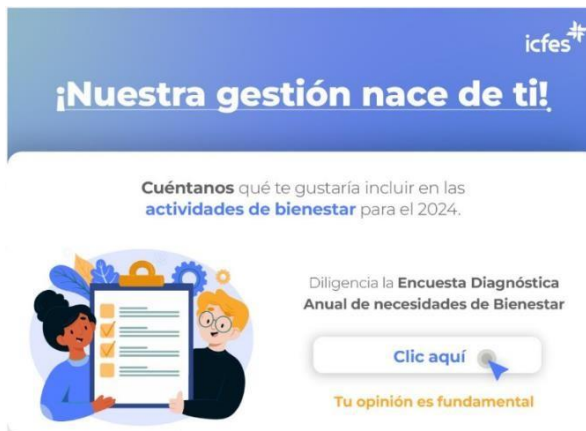 icfes
¡Nuestra gestión nace de ti!
Cuéntanos qué te gustaría incluir en las
actividades de bienestar para el 2024.
Diligencia la Encuesta Diagnóstica
Anual de necesidades de Bienestar
Clic aquí
Tu opinión es fundamental